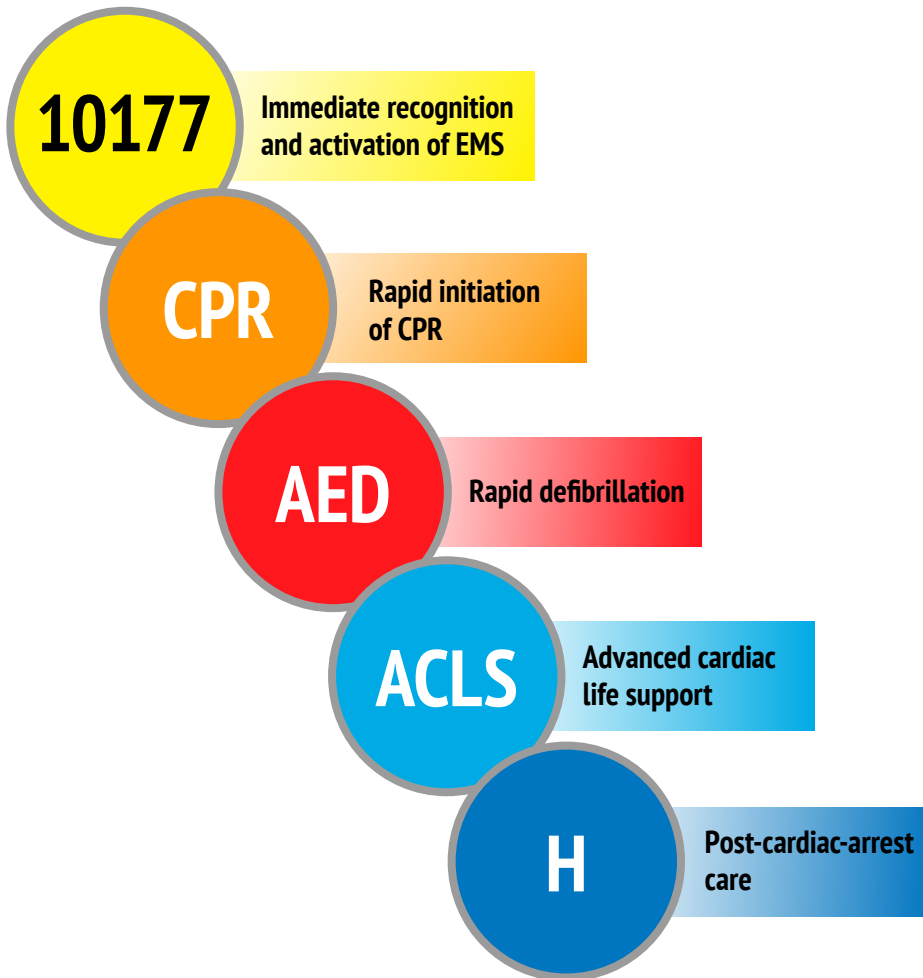 10177
Immediate recognition
and activation of EMS
CPR
Rapid initiation
of CPR
AED
Rapid defibrillation
ACLS
Advanced cardiac
life support
H
Post-cardiac-arrest
care